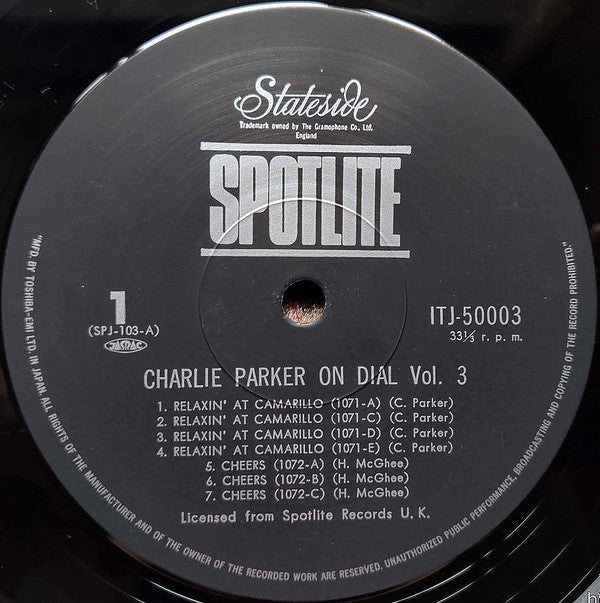 Stateside
Trademark owned by The Gramophone Co., Ltd.
England
SPOTLITE
1
(SPJ-103-A)
JASRAC
ITJ-50003
33⅓ r. p. m.
CHARLIE PARKER ON DIAL Vol. 3
1. RELAXIN' AT CAMARILLO (1071-A) (C. Parker)
2. RELAXIN' AT CAMARILLO (1071-C) (C. Parker)
3. RELAXIN' AT CAMARILLO (1071-D) (C. Parker)
4. RELAXIN' AT CAMARILLO (1071-E) (C. Parker)
5. CHEERS (1072-A) (H. McGhee)
6. CHEERS (1072-B) (H. McGhee)
7. CHEERS (1072-C) (H. McGhee)
Licensed from Spotlite Records U. K.
"MFD. BY TOSHIBA-EMI LTD. IN JAPAN. ALL RIGHTS OF THE MANUFACTURER AND OF THE OWNER OF THE RECORDED WORK ARE RESERVED. UNAUTHORIZED PUBLIC PERFORMANCE, BROADCASTING AND COPYING OF THE RECORD PROHIBITED."